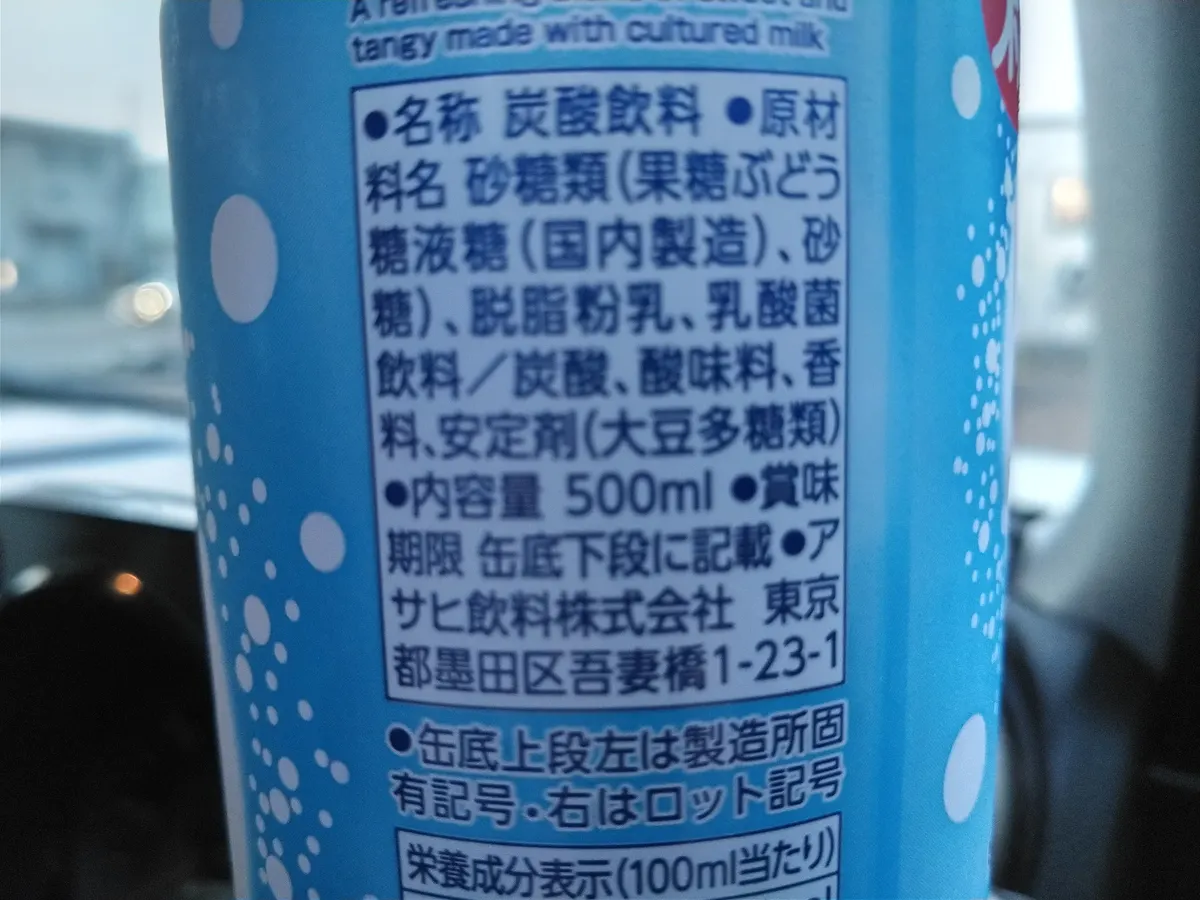 tangy made with cultured milk
●名称 炭酸飲料 ●原材
料名 砂糖類(果糖ぶどう
糖液糖(国内製造)、砂
糖)、脱脂粉乳、乳酸菌
飲料/炭酸、酸味料、香
料、安定剤(大豆多糖類)
●内容量 500ml ●賞味
期限 缶底下段に記載 ●ア
サヒ飲料株式会社 東京
都墨田区吾妻橋1-23-1
●缶底上段左は製造所固
有記号・右はロット記号
栄養成分表示(100ml当たり)